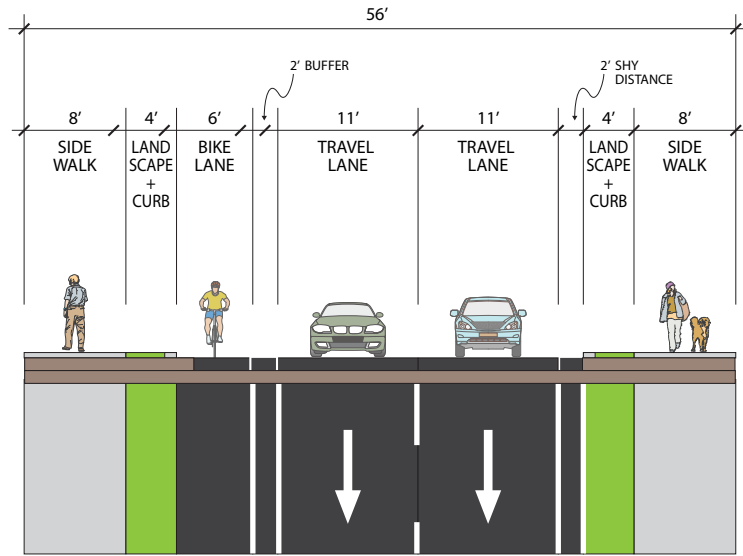 56’
2’ BUFFER
2’ SHY
DISTANCE
8’
4’
6’
11’
11’
4’
8’
SIDE
WALK
LAND
SCAPE
+
CURB
BIKE
LANE
TRAVEL
LANE
TRAVEL
LANE
LAND
SCAPE
+
CURB
SIDE
WALK